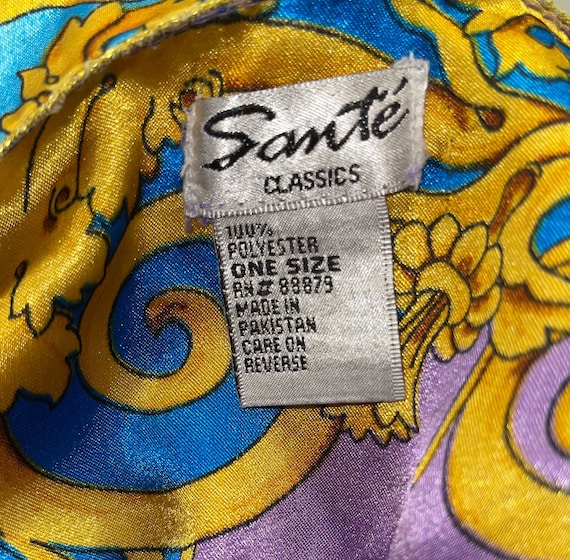 Santé
CLASSICS
100%
POLYESTER
ONE SIZE
RN# 88879
MADE IN
PAKISTAN
CARE ON
REVERSE